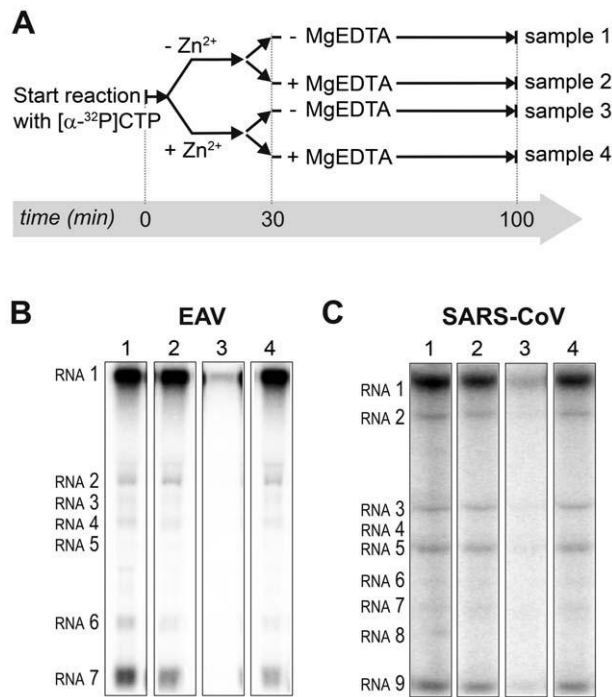 A
- Zn²⁺
- MgEDTA
sample 1
+ MgEDTA
sample 2
Start reaction
with [α-³²P]CTP
- MgEDTA
sample 3
+ Zn²⁺
+ MgEDTA
sample 4
time (min)
0
30
100
B
EAV
1 2 3 4
RNA 1
RNA 2
RNA 3
RNA 4
RNA 5
RNA 6
RNA 7
C
SARS-CoV
1 2 3 4
RNA 1
RNA 2
RNA 3
RNA 4
RNA 5
RNA 6
RNA 7
RNA 8
RNA 9